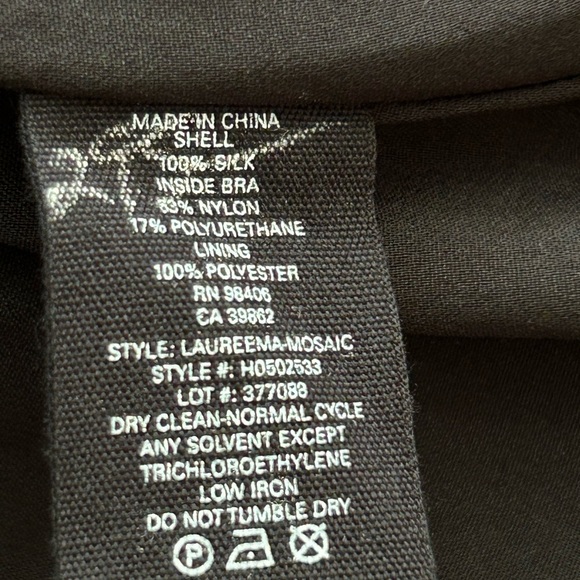 MADE IN CHINA
SHELL
100% SILK
INSIDE BRA
83% NYLON
17% POLYURETHANE
LINING
100% POLYESTER
RN 98406
CA 39862
STYLE: LAUREEMA-MOSAIC
STYLE #: H0502533
LOT #: 377088
DRY CLEAN-NORMAL CYCLE
ANY SOLVENT EXCEPT
TRICHLOROETHYLENE
LOW IRON
DO NOT TUMBLE DRY
P